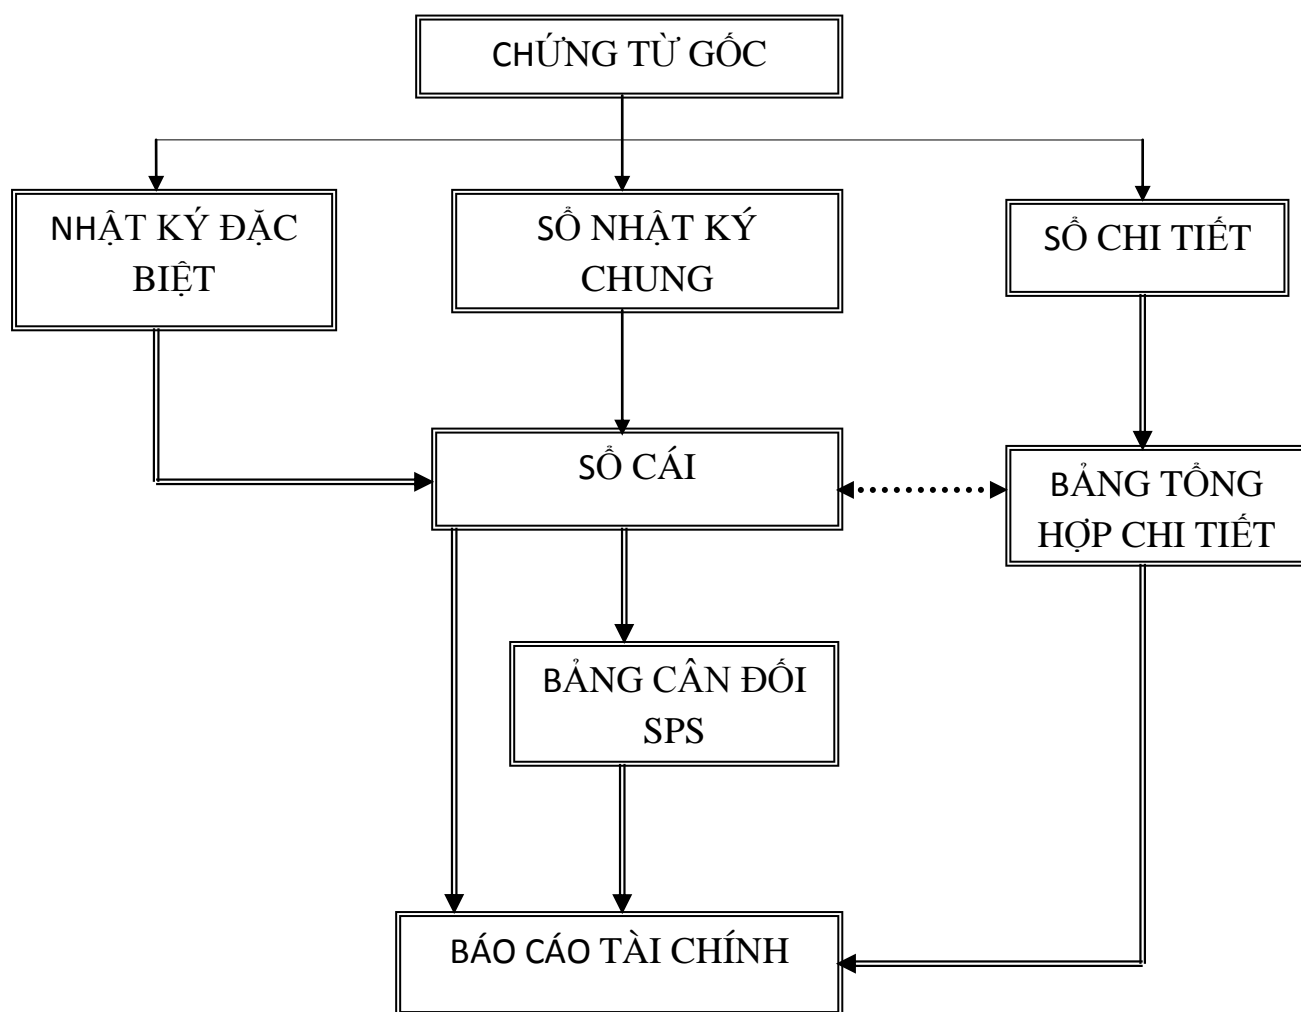 CHỨNG TỪ GỐC
NHẬT KÝ ĐẶC
BIỆT
SỔ NHẬT KÝ
CHUNG
SỔ CHI TIẾT
SỔ CÁI
BẢNG TỔNG
HỢP CHI TIẾT
BẢNG CÂN ĐỐI
SPS
BÁO CÁO TÀI CHÍNH